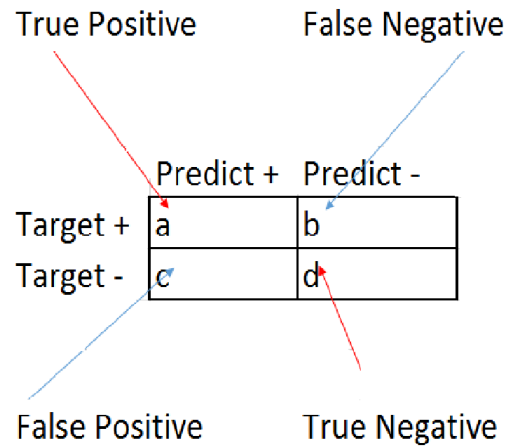 True Positive False Negative
Predict + Predict -
Target + a b
Target - c d
False Positive True Negative